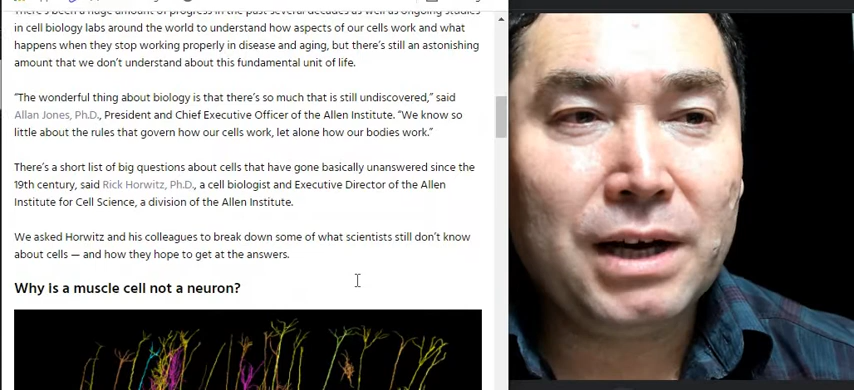 There's been a huge amount of progress in the past several decades as well as ongoing studies
in cell biology labs around the world to understand how aspects of our cells work and what
happens when they stop working properly in disease and aging, but there's still an astonishing
amount that we don't understand about this fundamental unit of life.
“The wonderful thing about biology is that there's so much that is still undiscovered,” said
Allan Jones, Ph.D., President and Chief Executive Officer of the Allen Institute. “We know so
little about the rules that govern how our cells work, let alone how our bodies work.”
There's a short list of big questions about cells that have gone basically unanswered since the
19th century, said Rick Horwitz, Ph.D., a cell biologist and Executive Director of the Allen
Institute for Cell Science, a division of the Allen Institute.
We asked Horwitz and his colleagues to break down some of what scientists still don't know
about cells — and how they hope to get at the answers.
Why is a muscle cell not a neuron?